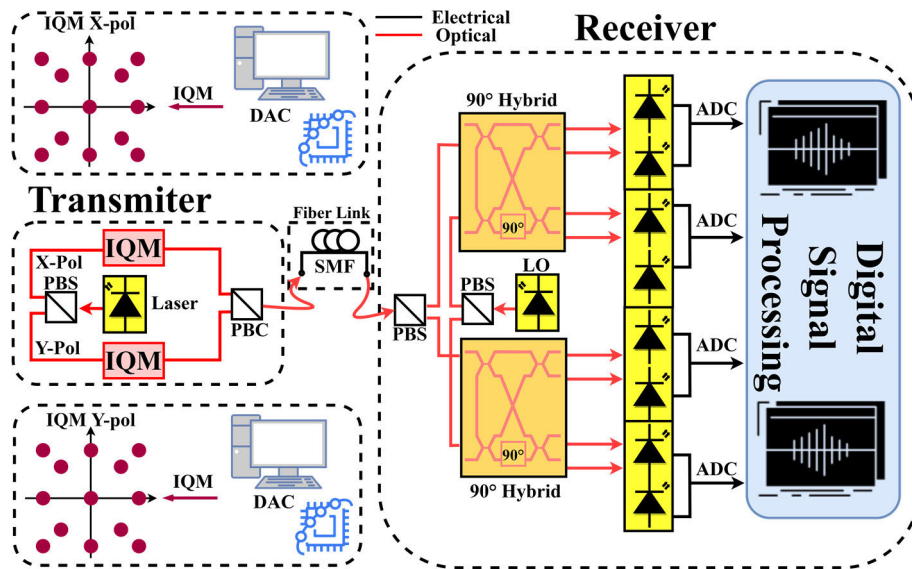 IQM X-pol
IQM
DAC
Electrical
Optical
Receiver
Transmiter
X-Pol
IQM
PBS
Laser
Y-Pol
IQM
PBC
Fiber Link
SMF
PBS
90° Hybrid
90°
PBS
LO
90°
90° Hybrid
ADC
ADC
ADC
ADC
Digital
Signal
Processing
IQM Y-pol
IQM
DAC